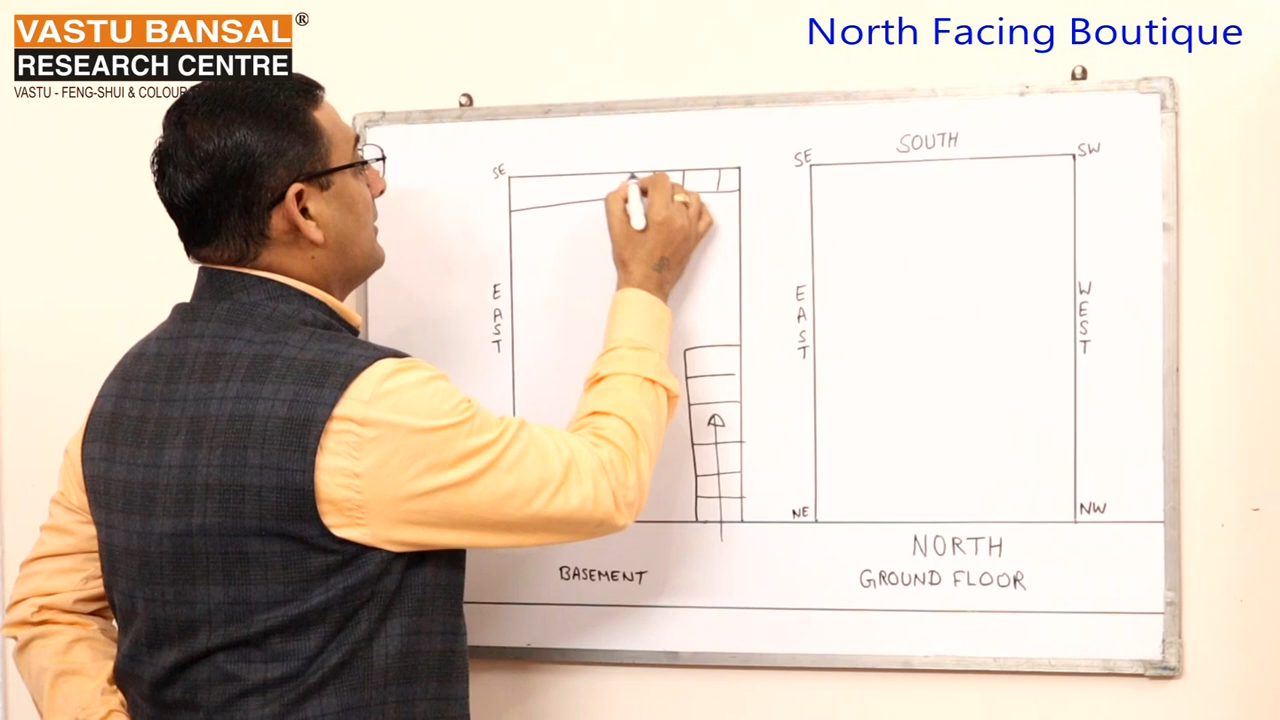 VASTU BANSAL®
RESEARCH CENTRE
VASTU - FENG-SHUI & COLOUR
North Facing Boutique
SE
EAST
BASEMENT
SE
SOUTH
SW
EAST
WEST
NE
NW
NORTH
GROUND FLOOR